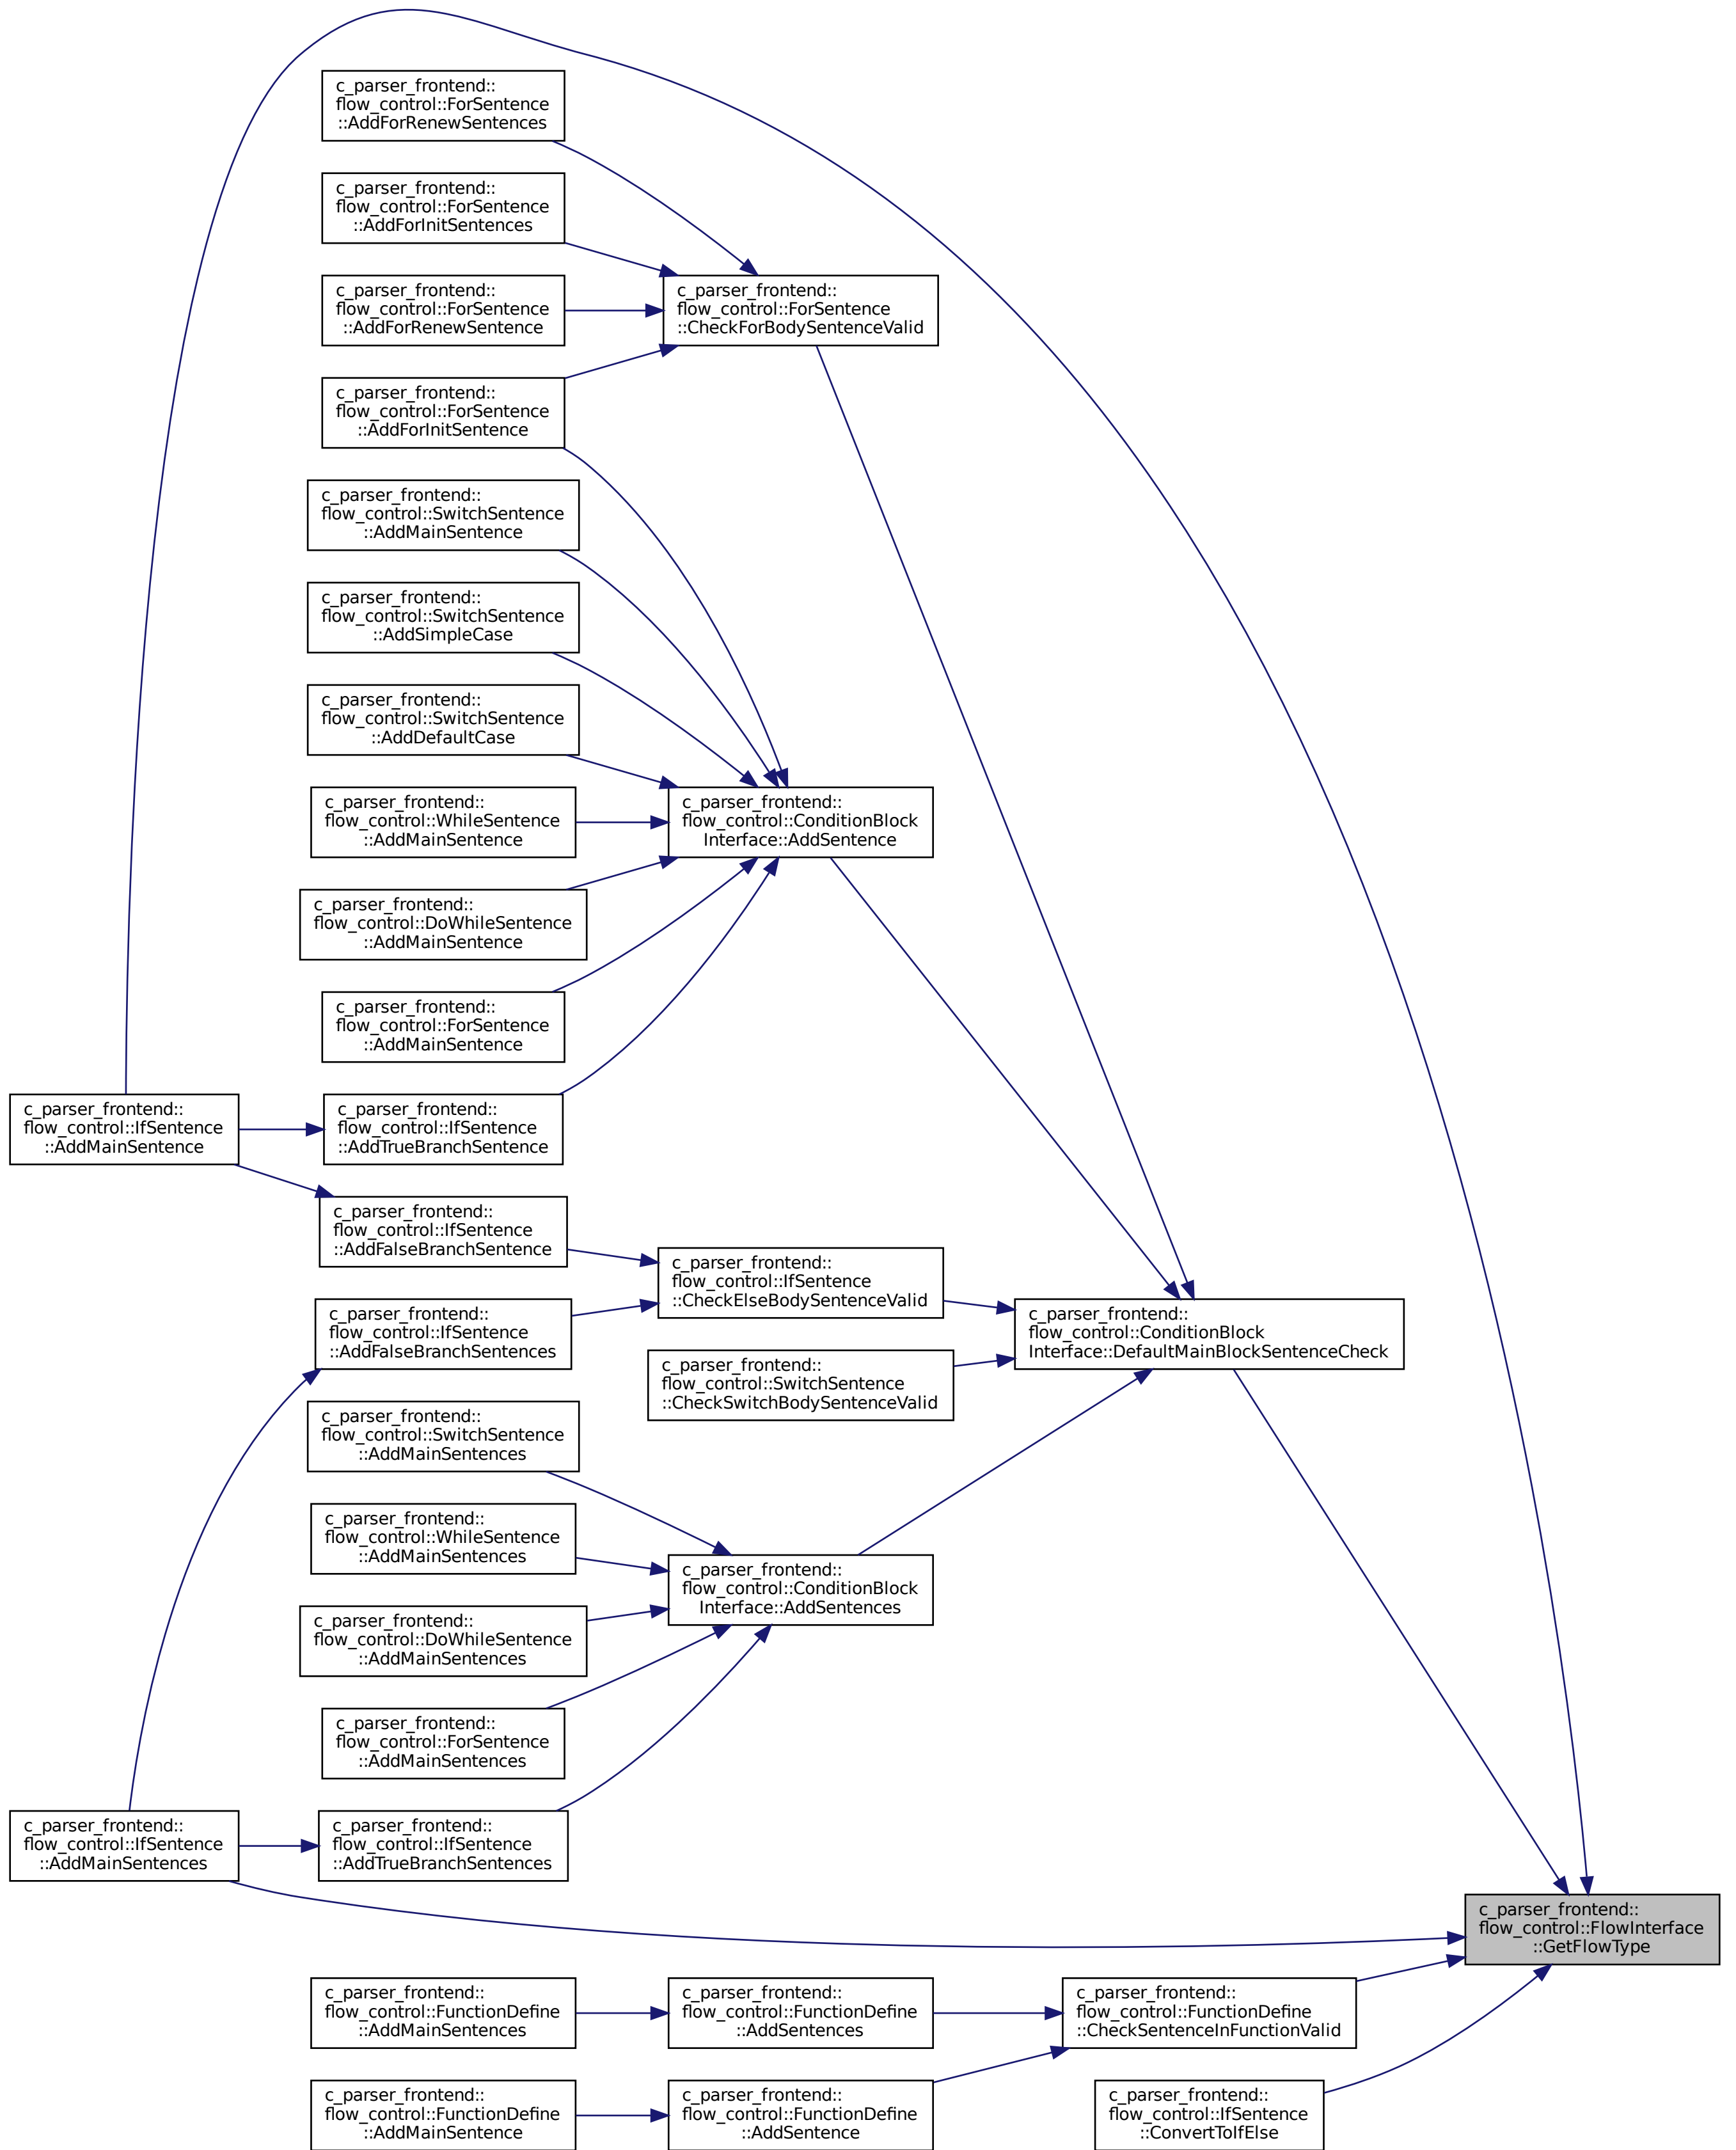 c_parser_frontend::
flow_control::ForSentence
::AddForRenewSentences
c_parser_frontend::
flow_control::ForSentence
::AddForInitSentences
c_parser_frontend::
flow_control::ForSentence
::AddForRenewSentence
c_parser_frontend::
flow_control::ForSentence
::CheckForBodySentenceValid
c_parser_frontend::
flow_control::ForSentence
::AddForInitSentence
c_parser_frontend::
flow_control::SwitchSentence
::AddMainSentence
c_parser_frontend::
flow_control::SwitchSentence
::AddSimpleCase
c_parser_frontend::
flow_control::SwitchSentence
::AddDefaultCase
c_parser_frontend::
flow_control::WhileSentence
::AddMainSentence
c_parser_frontend::
flow_control::ConditionBlock
Interface::AddSentence
c_parser_frontend::
flow_control::DoWhileSentence
::AddMainSentence
c_parser_frontend::
flow_control::ForSentence
::AddMainSentence
c_parser_frontend::
flow_control::IfSentence
::AddMainSentence
c_parser_frontend::
flow_control::IfSentence
::AddTrueBranchSentence
c_parser_frontend::
flow_control::IfSentence
::AddFalseBranchSentence
c_parser_frontend::
flow_control::IfSentence
::CheckElseBodySentenceValid
c_parser_frontend::
flow_control::IfSentence
::AddFalseBranchSentences
c_parser_frontend::
flow_control::ConditionBlock
Interface::DefaultMainBlockSentenceCheck
c_parser_frontend::
flow_control::SwitchSentence
::CheckSwitchBodySentenceValid
c_parser_frontend::
flow_control::SwitchSentence
::AddMainSentences
c_parser_frontend::
flow_control::WhileSentence
::AddMainSentences
c_parser_frontend::
flow_control::ConditionBlock
Interface::AddSentences
c_parser_frontend::
flow_control::DoWhileSentence
::AddMainSentences
c_parser_frontend::
flow_control::ForSentence
::AddMainSentences
c_parser_frontend::
flow_control::IfSentence
::AddMainSentences
c_parser_frontend::
flow_control::IfSentence
::AddTrueBranchSentences
c_parser_frontend::
flow_control::FlowInterface
::GetFlowType
c_parser_frontend::
flow_control::FunctionDefine
::AddMainSentences
c_parser_frontend::
flow_control::FunctionDefine
::AddSentences
c_parser_frontend::
flow_control::FunctionDefine
::CheckSentenceInFunctionValid
c_parser_frontend::
flow_control::FunctionDefine
::AddMainSentence
c_parser_frontend::
flow_control::FunctionDefine
::AddSentence
c_parser_frontend::
flow_control::IfSentence
::ConvertToIfElse